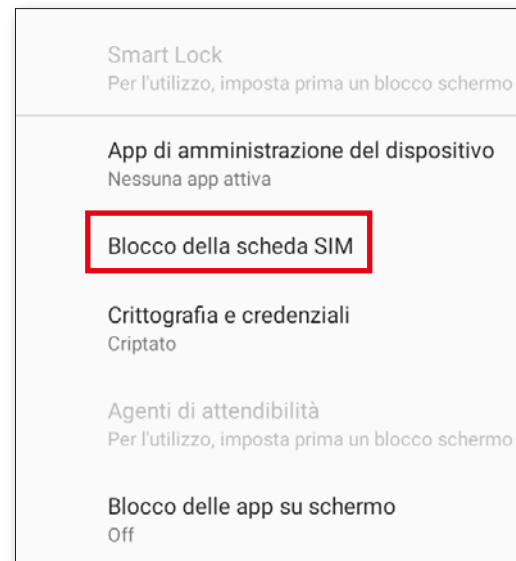 Smart Lock
Per l'utilizzo, imposta prima un blocco schermo
App di amministrazione del dispositivo
Nessuna app attiva
Blocco della scheda SIM
Crittografia e credenziali
Criptato
Agenti di attendibilità
Per l'utilizzo, imposta prima un blocco schermo
Blocco delle app su schermo
Off